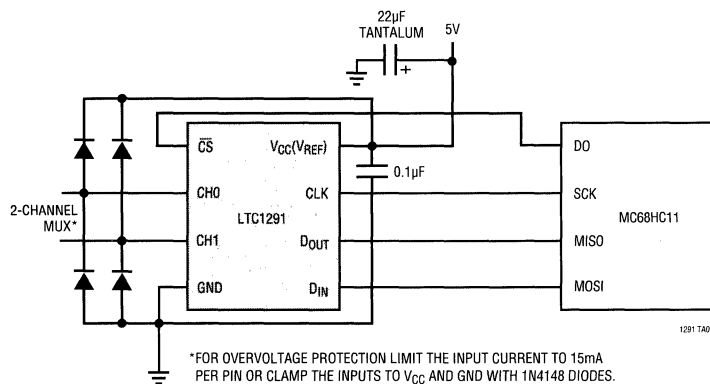 22µF
TANTALUM
5V
+
CS
VCC(VREF)
DO
0.1µF
CH0
CLK
SCK
2-CHANNEL
MUX*
LTC1291
MC68HC11
CH1
DOUT
MISO
GND
DIN
MOSI
1291 TA0
*FOR OVERVOLTAGE PROTECTION LIMIT THE INPUT CURRENT TO 15mA
PER PIN OR CLAMP THE INPUTS TO VCC AND GND WITH 1N4148 DIODES.